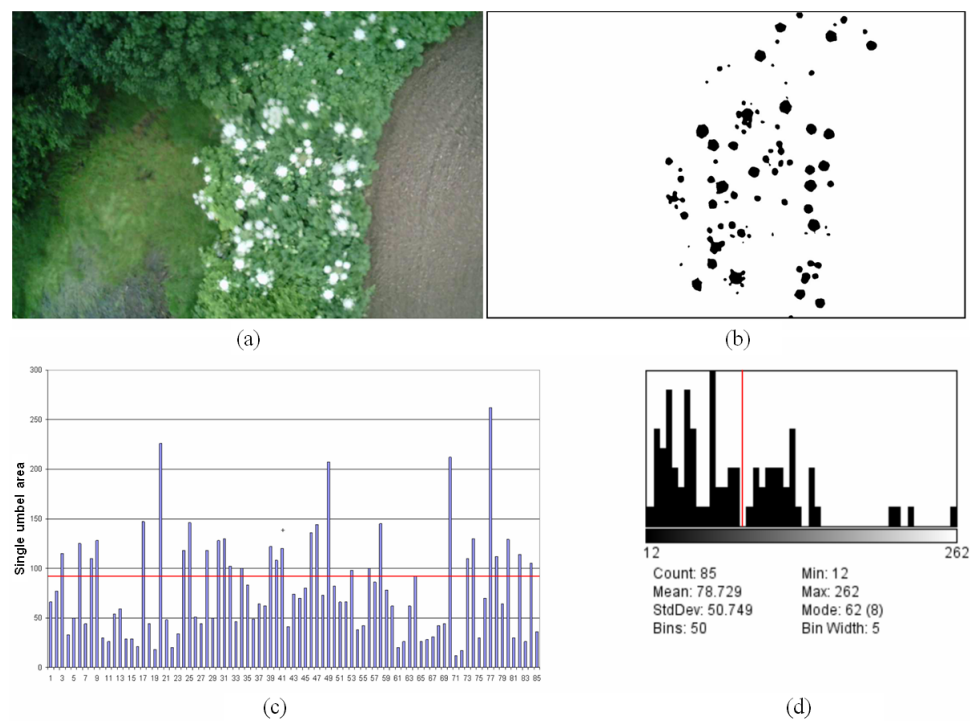 (a)
(b)
300
250
200
150
100
50
0
Single umbel area
1 3 5 7 9 11 13 15 17 19 21 23 25 27 29 31 33 35 37 39 41 43 45 47 49 51 53 55 57 59 61 63 65 67 69 71 73 75 77 79 81 83 85
(c)
12 262
Count: 85 Min: 12
Mean: 78.729 Max: 262
StdDev: 50.749 Mode: 62 (8)
Bins: 50 Bin Width: 5
(d)